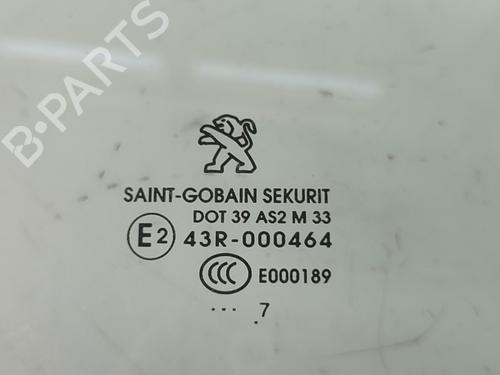 B-PARTS
SAINT-GOBAIN SEKURIT
DOT 39 AS2 M 33
E2 43R-000464
CCC E000189
... 7